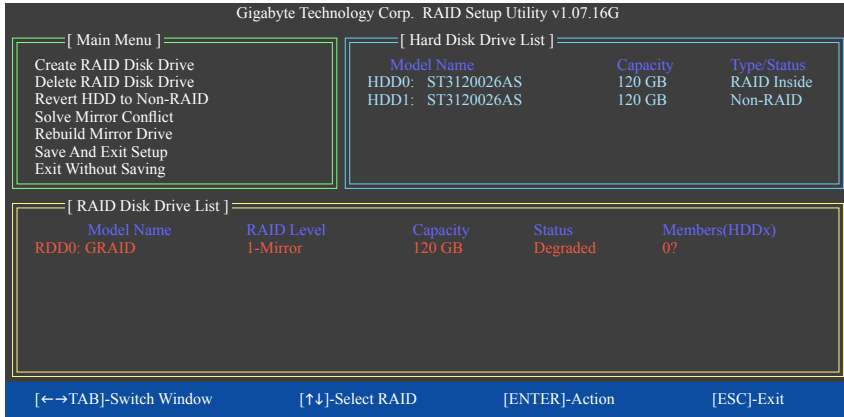 Gigabyte Technology Corp. RAID Setup Utility v1.07.16G
[ Main Menu ]
Create RAID Disk Drive
Delete RAID Disk Drive
Revert HDD to Non-RAID
Solve Mirror Conflict
Rebuild Mirror Drive
Save And Exit Setup
Exit Without Saving
[ Hard Disk Drive List ]
Model Name Capacity Type/Status
HDD0: ST3120026AS 120 GB RAID Inside
HDD1: ST3120026AS 120 GB Non-RAID
[ RAID Disk Drive List ]
Model Name RAID Level Capacity Status Members(HDDx)
RDD0: GRAID 1-Mirror 120 GB Degraded 0?
[←→TAB]-Switch Window [↑↓]-Select RAID [ENTER]-Action [ESC]-Exit